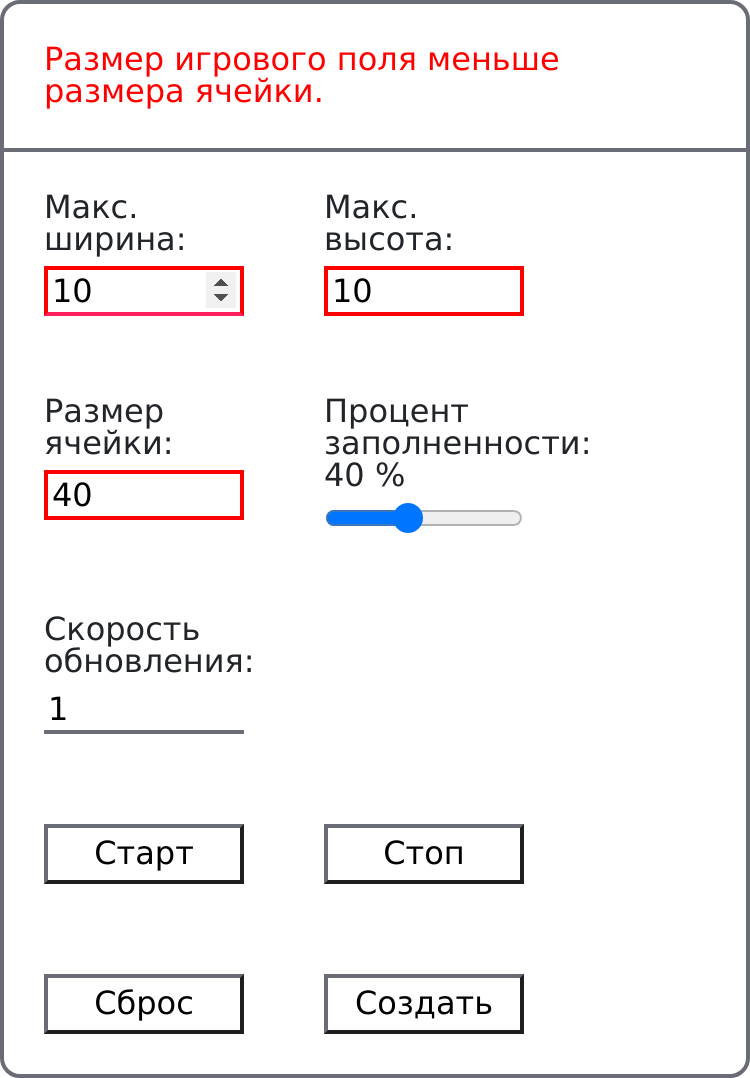 Размер игрового поля меньше
размера ячейки.
Макс.
ширина:
Макс.
высота:
10
10
Размер
ячейки:
Процент
заполненности:
40 %
40
Скорость
обновления:
1
Старт
Стоп
Сброс
Создать